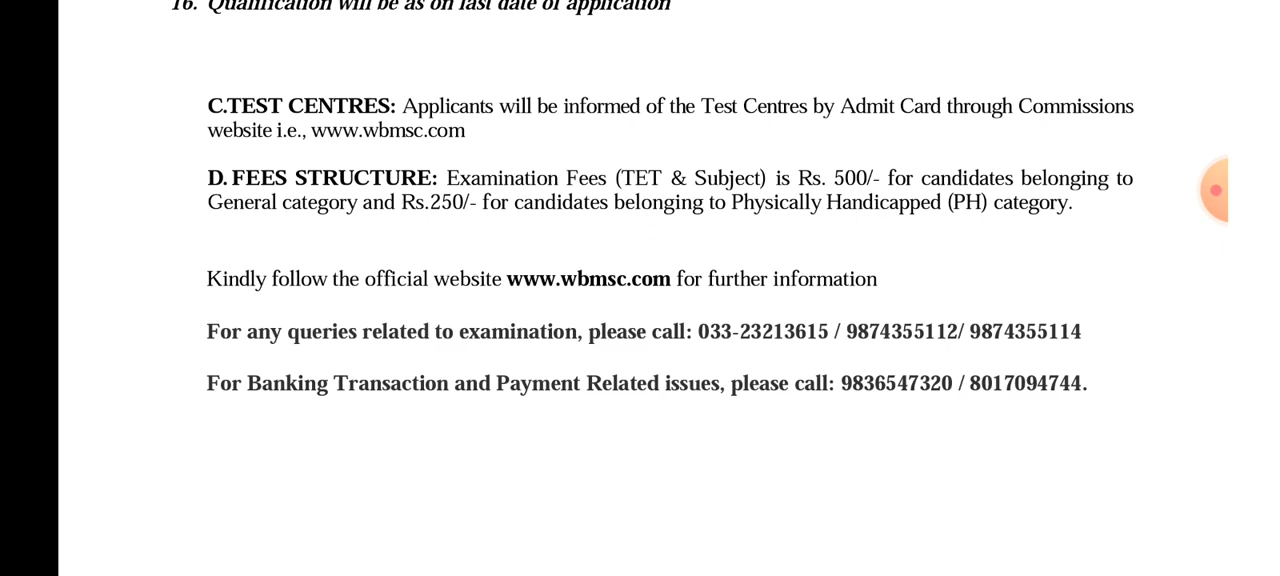 16. Qualification will be as on last date of application
C.TEST CENTRES: Applicants will be informed of the Test Centres by Admit Card through Commissions
website i.e., www.wbmsc.com
D. FEES STRUCTURE: Examination Fees (TET & Subject) is Rs. 500/- for candidates belonging to
General category and Rs.250/- for candidates belonging to Physically Handicapped (PH) category.
Kindly follow the official website www.wbmsc.com for further information
For any queries related to examination, please call: 033-23213615 / 9874355112/ 9874355114
For Banking Transaction and Payment Related issues, please call: 9836547320 / 8017094744.